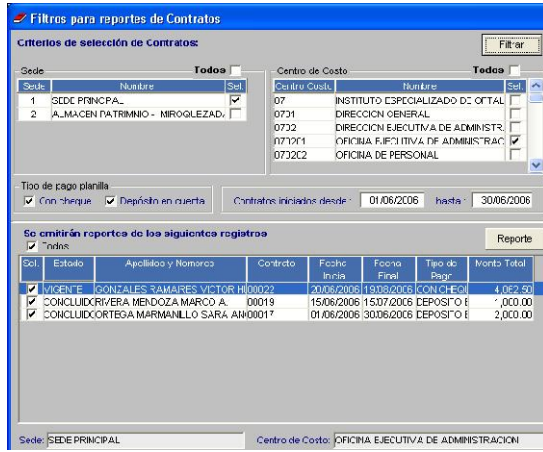 Filtros para reportes de Contratos
Criterios de selección de Contratos:
Filtrar
Sede Todos
Centro de Costo Todos
Sede Nombre Sel.
1 SEDE PRINCIPAL
2 ALMACEN PATRIMNIO - MIROQUEZADA
Centro Costo Nombre Sel.
07 INSTITUTO ESPECIALIZADO DE OFTAL
0701 DIRECCION GENERAL
0702 DIRECCION EJECUTIVA DE ADMINISTR
070201 OFICINA EJECUTIVA DE ADMINISTRAC
070202 OFICINA DE PERSONAL
Tipo de pago planilla
Con cheque Depósito en cuenta
Contratos iniciados desde : 01/06/2006 hasta : 30/06/2006
Se emitirán reportes de los siguientes registros
Todos
Reporte
Sel. Estado Apellidos y Nombres Contrato Fecha Inicia Fecha Final Tipo de Pago Monto Total
VIGENTE GONZALES RAMARES VICTOR H 00022 20/06/2006 19/08/2006 CON CHEQU 4,062.50
CONCLUIDO RIVERA MENDOZA MARCO A. 00019 15/06/2006 15/07/2006 DEPOSITO E 1,000.00
CONCLUIDO ORTEGA MARMANILLO SARA AN 00017 01/06/2006 30/06/2006 DEPOSITO E 2,000.00
Sede: SEDE PRINCIPAL
Centro de Costo: OFICINA EJECUTIVA DE ADMINISTRACION